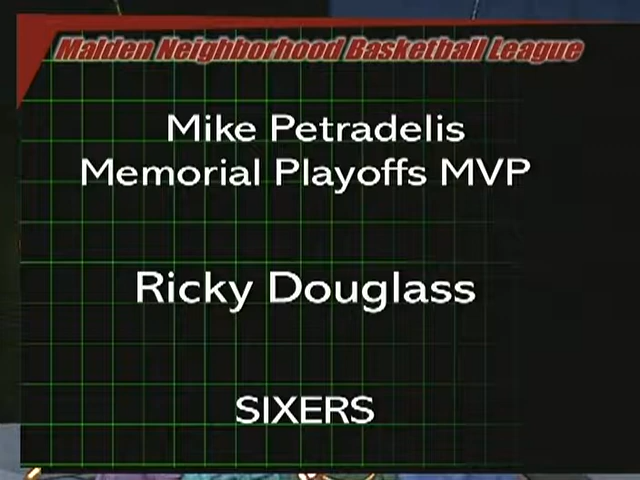 Malden Neighborhood Basketball League
Mike Petradelis
Memorial Playoffs MVP
Ricky Douglass
SIXERS